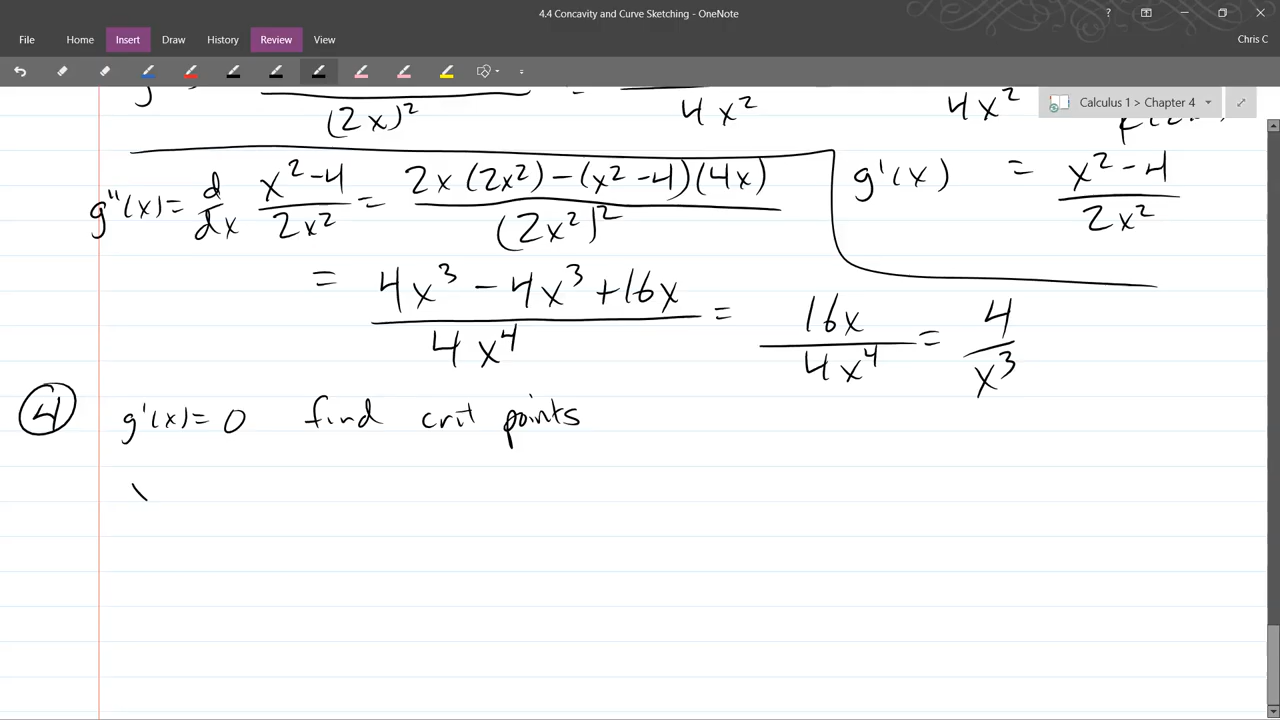 4.4 Concavity and Curve Sketching - OneNote
File Home Insert Draw History Review View Chris C
Calculus 1 > Chapter 4
(2x)² = 4x² 4x²
g''(x) = d/dx (x²-4)/(2x²) = (2x(2x²) - (x²-4)(4x))/(2x²)²
g'(x) = (x²-4)/(2x²)
= (4x³ - 4x³ + 16x)/(4x⁴) = 16x/(4x⁴) = 4/x³
④ g'(x) = 0 find crit points